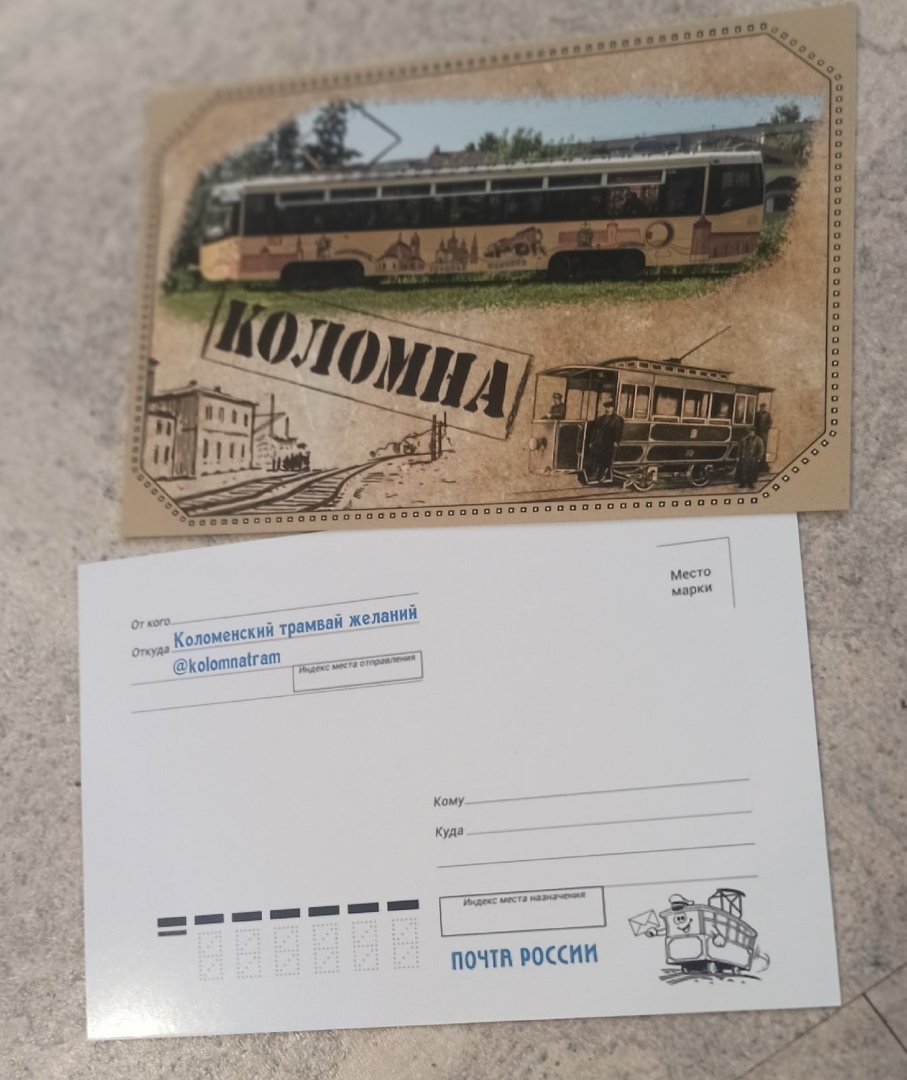 КОЛОМНА
От кого
Откуда Коломенский трамвай желаний
@kolomnatram
Индекс места отправления
Место
марки
Кому
Куда
Индекс места назначения
ПОЧТА РОССИИ